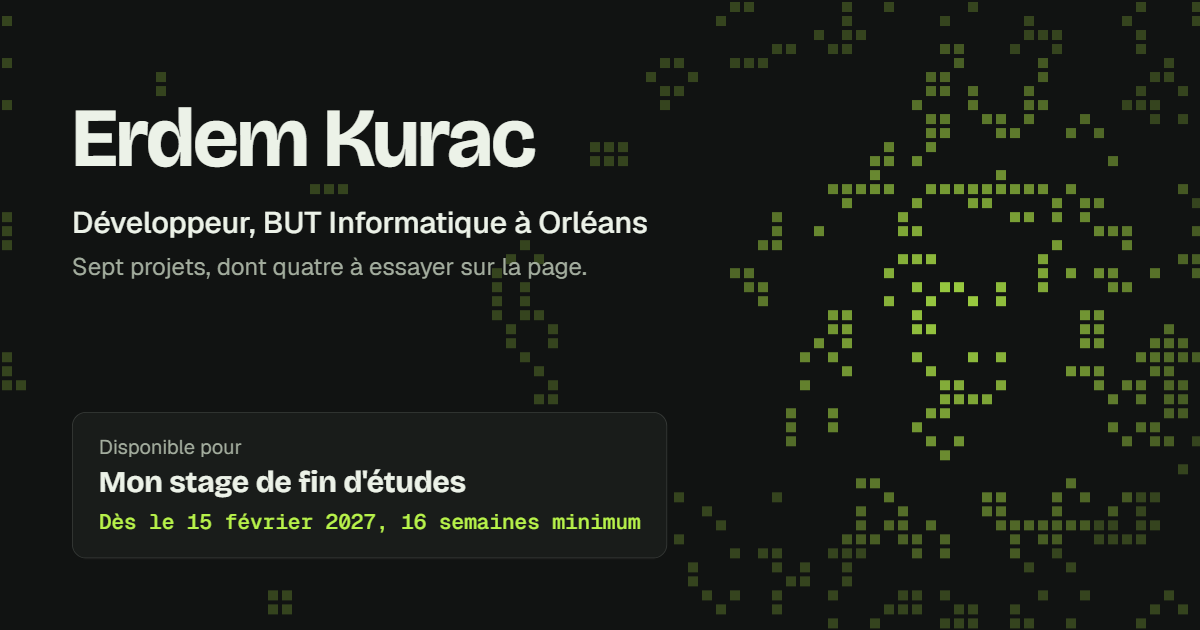 Erdem Kurac
Développeur, BUT Informatique à Orléans
Sept projets, dont quatre à essayer sur la page.
Disponible pour
Mon stage de fin d'études
Dès le 15 février 2027, 16 semaines minimum